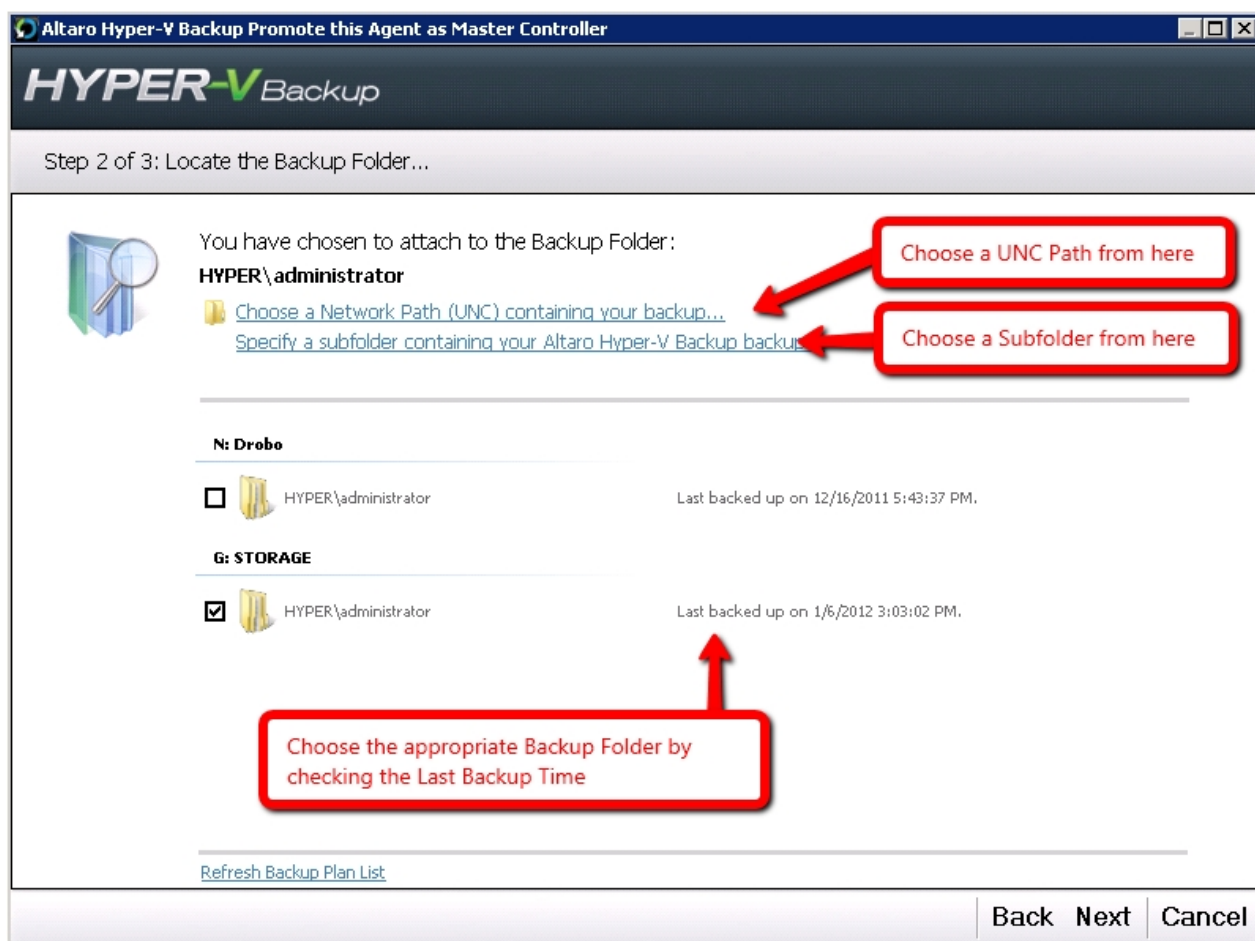 Altaro Hyper-V Backup Promote this Agent as Master Controller
HYPER-V Backup
Step 2 of 3: Locate the Backup Folder...
You have chosen to attach to the Backup Folder:
HYPER\administrator
Choose a Network Path (UNC) containing your backup...
Specify a subfolder containing your Altaro Hyper-V Backup backup
Choose a UNC Path from here
Choose a Subfolder from here
N: Drobo
HYPER\administrator Last backed up on 12/16/2011 5:43:37 PM.
G: STORAGE
HYPER\administrator Last backed up on 1/6/2012 3:03:02 PM.
Choose the appropriate Backup Folder by
checking the Last Backup Time
Refresh Backup Plan List
Back Next Cancel